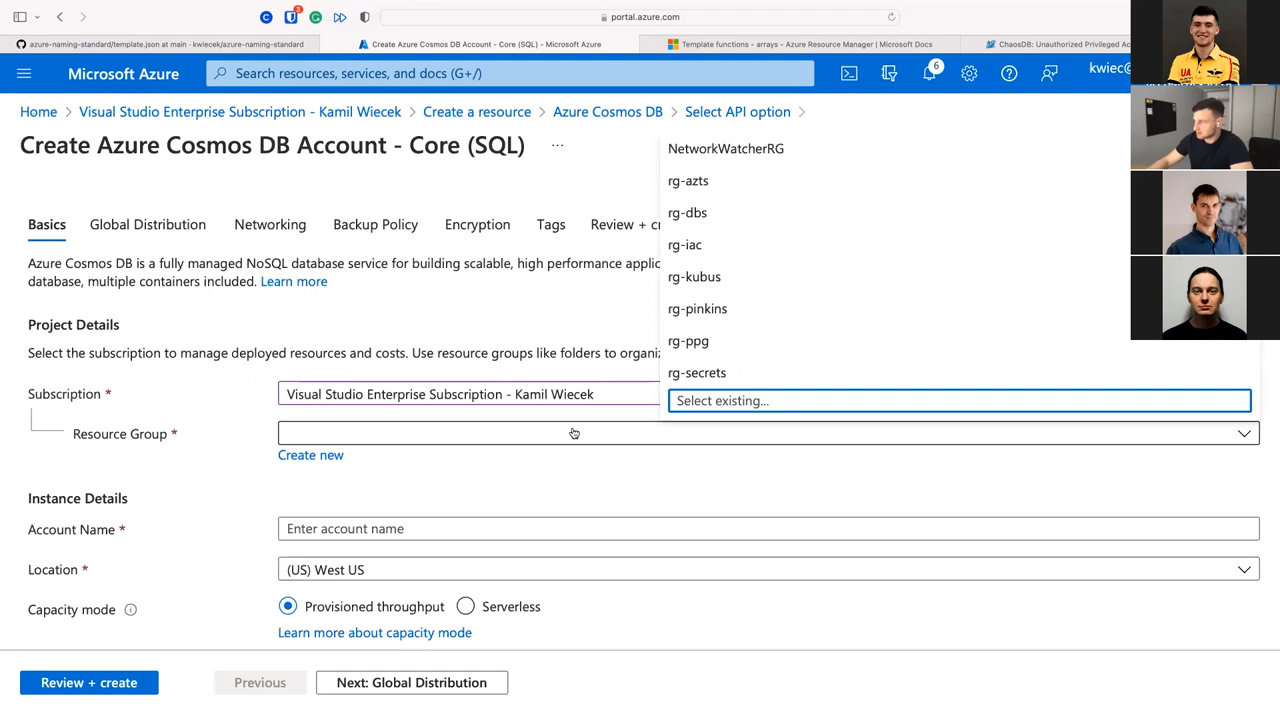 3
portal.azure.com
azure-naming-standard/template.json at main · kwiecek/azure-naming-standard
Create Azure Cosmos DB Account - Core (SQL) - Microsoft Azure
Template functions - arrays - Azure Resource Manager | Microsoft Docs
ChaosDB: Unauthorized Privileged Ac
Microsoft Azure
Search resources, services, and docs (G+/)
6
kwiec@
Home > Visual Studio Enterprise Subscription - Kamil Wiecek > Create a resource > Azure Cosmos DB > Select API option >
Create Azure Cosmos DB Account - Core (SQL) ...
Basics
Global Distribution
Networking
Backup Policy
Encryption
Tags
Review + cr
Azure Cosmos DB is a fully managed NoSQL database service for building scalable, high performance applic
database, multiple containers included. Learn more
Project Details
Select the subscription to manage deployed resources and costs. Use resource groups like folders to organiz
Subscription *
Visual Studio Enterprise Subscription - Kamil Wiecek
Resource Group *
NetworkWatcherRG
rg-azts
rg-dbs
rg-iac
rg-kubus
rg-pinkins
rg-ppg
rg-secrets
Select existing...
Create new
Instance Details
Account Name *
Enter account name
Location *
(US) West US
Capacity mode
Provisioned throughput
Serverless
Learn more about capacity mode
Review + create
Previous
Next: Global Distribution